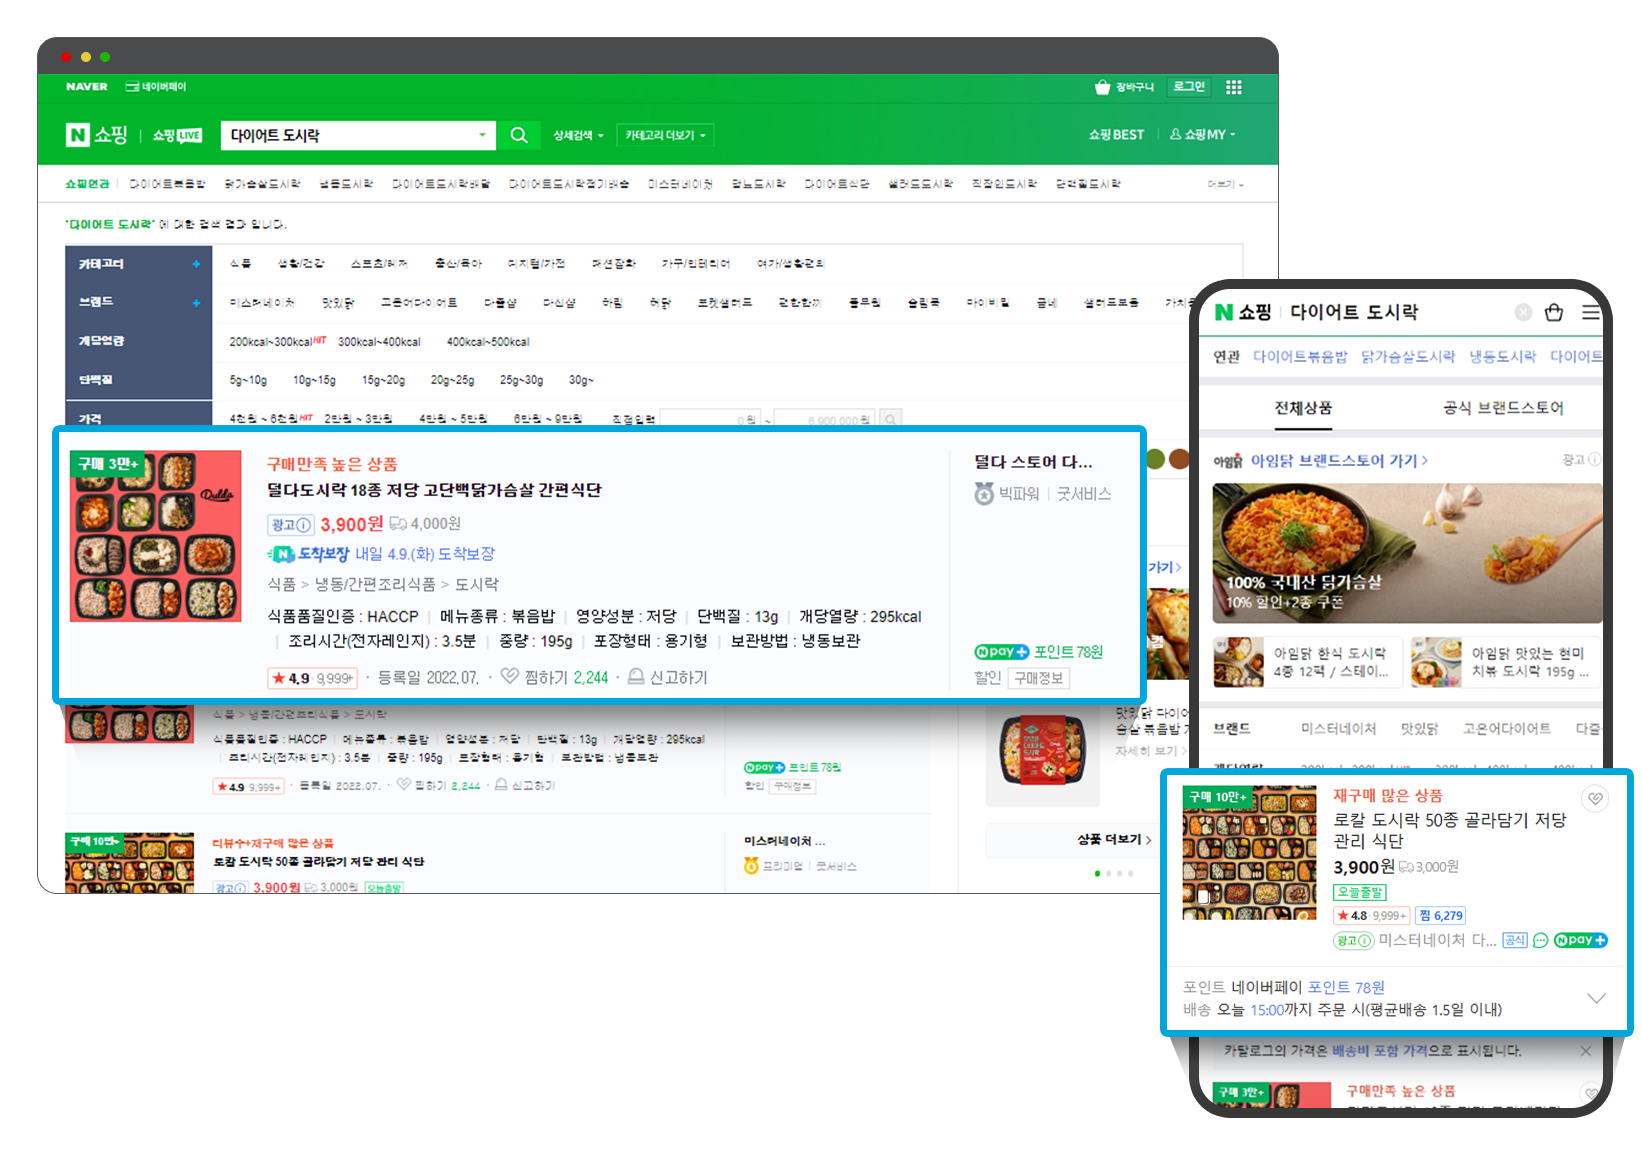 NAVER 네이버페이 장바구니 로그인
N 쇼핑 쇼핑LIVE 다이어트 도시락 상세검색 카테고리 더보기 쇼핑BEST 쇼핑MY
쇼핑연관 다이어트볶음밥 닭가슴살도시락 냉동도시락 다이어트도시락배달 다이어트도시락정기배송 미스터네이처 당뇨도시락 다이어트식단 샐러드도시락 직장인도시락 단백질도시락 더보기
'다이어트 도시락' 에 대한 검색 결과 입니다.
카테고리 + 식품 생활/건강 스포츠/레저 출산/육아 디지털/가전 패션잡화 가구/인테리어 여가/생활편의
브랜드 + 미스터네이처 맛있닭 고온어다이어트 다즐샵 다신샵 하림 허닭 포켓샐러드 편한한끼 풀무원 슬림쿡 마이비밀 굽네 샐러드보울
개당열량 200kcal~300kcal HIT 300kcal~400kcal 400kcal~500kcal
단백질 5g~10g 10g~15g 15g~20g 20g~25g 25g~30g 30g~
가격 4천원 ~ 6천원 HIT 2만원 ~ 3만원 4만원 ~ 5만원 6만원 ~ 9만원 직접입력 0 원 ~ 6,900,000 원
구매 3만+
Dulda
구매만족 높은 상품
덜다도시락 18종 저당 고단백닭가슴살 간편식단
광고 3,900원 4,000원
N 도착보장 내일 4.9.(화) 도착보장
식품 > 냉동/간편조리식품 > 도시락
식품품질인증 : HACCP | 메뉴종류 : 볶음밥 | 영양성분 : 저당 | 단백질 : 13g | 개당열량 : 295kcal
| 조리시간(전자레인지) : 3.5분 | 중량 : 195g | 포장형태 : 용기형 | 보관방법 : 냉동보관
★ 4.9 · 9,999+ · 등록일 2022.07. · 찜하기 2,244 · 신고하기
덜다 스토어 다...
빅파워 | 굿서비스
N pay+ 포인트 78원
할인 구매정보
가기 >
식품 > 냉동/간편조리식품 > 도시락
식품품질인증 : HACCP | 메뉴종류 : 볶음밥 | 영양성분 : 저당 | 단백질 : 13g | 개당열량 : 295kcal
| 조리시간(전자레인지) : 3.5분 | 중량 : 195g | 포장형태 : 용기형 | 보관방법 : 냉동보관
★ 4.9 9,999+ · 등록일 2022.07. · 찜하기 2,244 · 신고하기
N pay+ 포인트 78원
할인 구매정보
맛있닭 다이어
슴살 볶음밥
자세히 보기 >
구매 10만+
리뷰수+재구매 많은 상품
로칼 도시락 50종 골라담기 저당 관리 식단
광고 3,900원 3,000원 오늘출발
미스터네이처 ...
프리미엄 | 굿서비스
상품 더보기 >
N 쇼핑 다이어트 도시락
연관 다이어트볶음밥 닭가슴살도시락 냉동도시락 다이어트
전체상품 공식 브랜드스토어
아임닭 아임닭 브랜드스토어 가기 > 광고
100% 국내산 닭가슴살
10% 할인+2종 쿠폰
아임닭 한식 도시락
4종 12팩 / 스테이...
아임닭 맛있는 현미
치밥 도시락 195g ...
브랜드 미스터네이처 맛있닭 고온어다이어트 다즐
구매 10만+
재구매 많은 상품
로칼 도시락 50종 골라담기 저당
관리 식단
3,900원 3,000원
오늘출발
★ 4.8 · 9,999+ 찜 6,279
광고 미스터네이처 다... 공식 N pay+
포인트 네이버페이 포인트 78원
배송 오늘 15:00까지 주문 시(평균배송 1.5일 이내)
카탈로그의 가격은 배송비 포함 가격으로 표시됩니다.
구매 3만+
구매만족 높은 상품